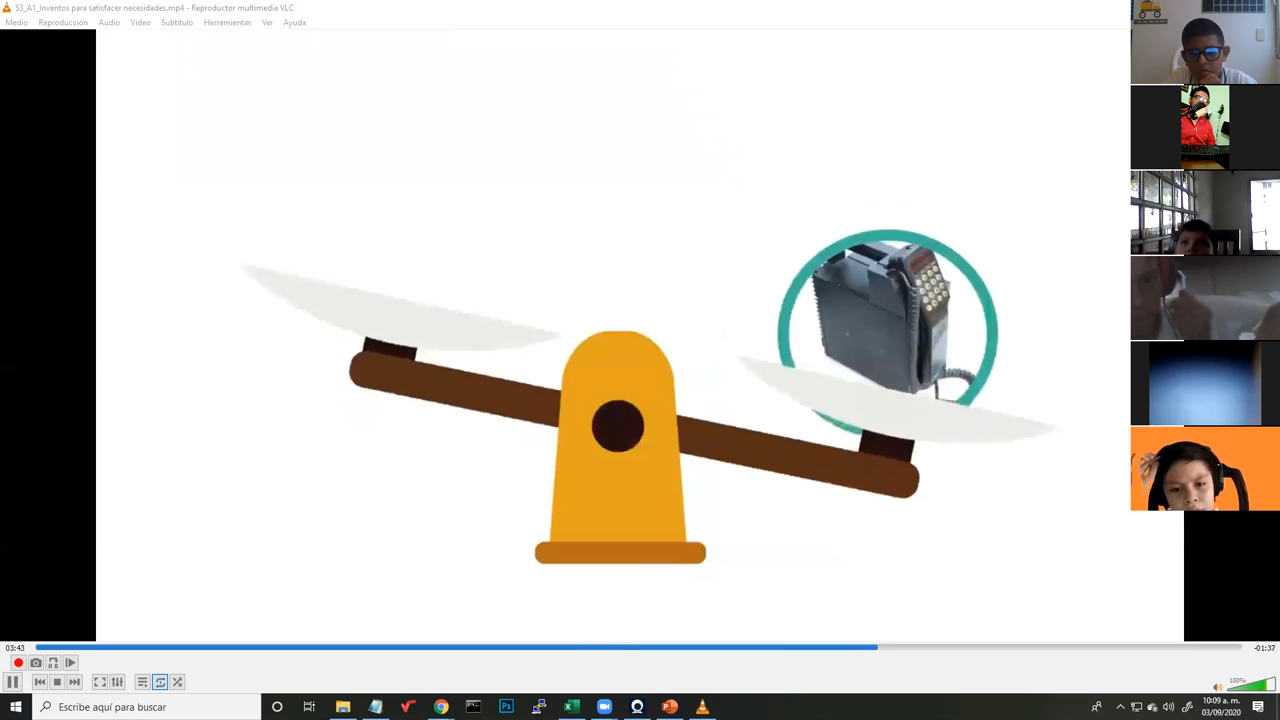 S3_A1_Inventos para satisfacer necesidades.mp4 - Reproductor multimedia VLC
Medio Reproducción Audio Vídeo Subtítulo Herramientas Ver Ayuda
03:43
-01:37
100%
Escribe aquí para buscar
10:09 a. m.
03/09/2020